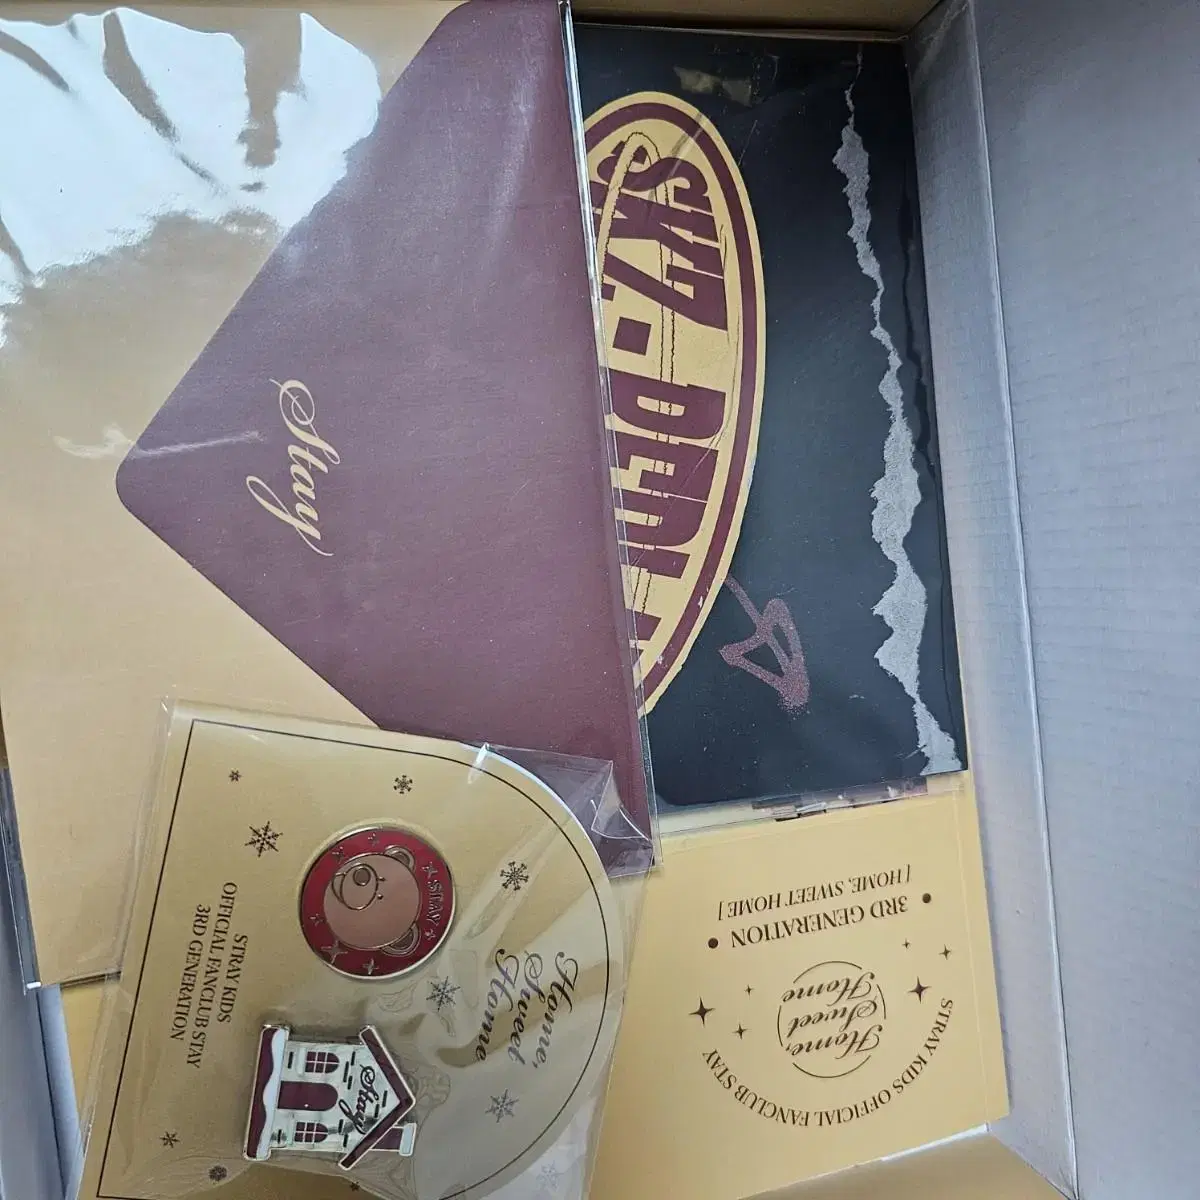 Stay
STAY
Stay
Home,
Sweet
Home
STRAY KIDS
OFFICIAL FANCLUB STAY
3RD GENERATION
STRAY KIDS OFFICIAL FANCLUB STAY
Home,
Sweet
Home
3RD GENERATION
[ HOME, SWEET HOME ]